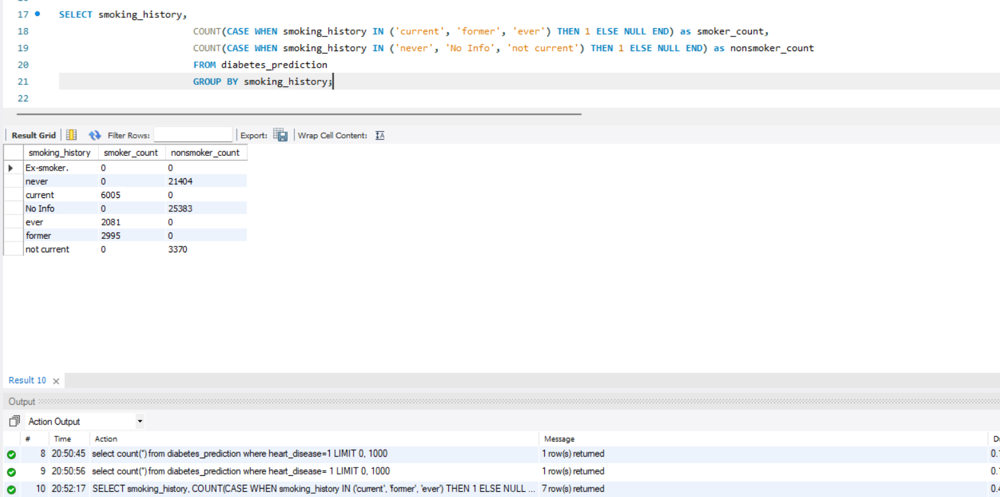 17 SELECT smoking_history,
18 COUNT(CASE WHEN smoking_history IN ('current', 'former', 'ever') THEN 1 ELSE NULL END) as smoker_count,
19 COUNT(CASE WHEN smoking_history IN ('never', 'No Info', 'not current') THEN 1 ELSE NULL END) as nonsmoker_count
20 FROM diabetes_prediction
21 GROUP BY smoking_history;
22
Result Grid Filter Rows: Export: Wrap Cell Content: IA
smoking_history smoker_count nonsmoker_count
Ex-smoker. 0 0
never 0 21404
current 6005 0
No Info 0 25383
ever 2081 0
former 2995 0
not current 0 3370
Result 10
Output
Action Output
# Time Action Message
8 20:50:45 select count(*) from diabetes_prediction where heart_disease=1 LIMIT 0, 1000 1 row(s) returned
9 20:50:56 select count(*) from diabetes_prediction where heart_disease= 1 LIMIT 0, 1000 1 row(s) returned
10 20:52:17 SELECT smoking_history, COUNT(CASE WHEN smoking_history IN ('current', 'former', 'ever') THEN 1 ELSE NULL ... 7 row(s) returned